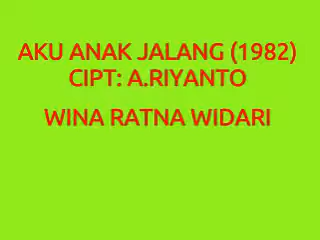 AKU ANAK JALANG (1982)
CIPT: A.RIYANTO
WINA RATNA WIDARI